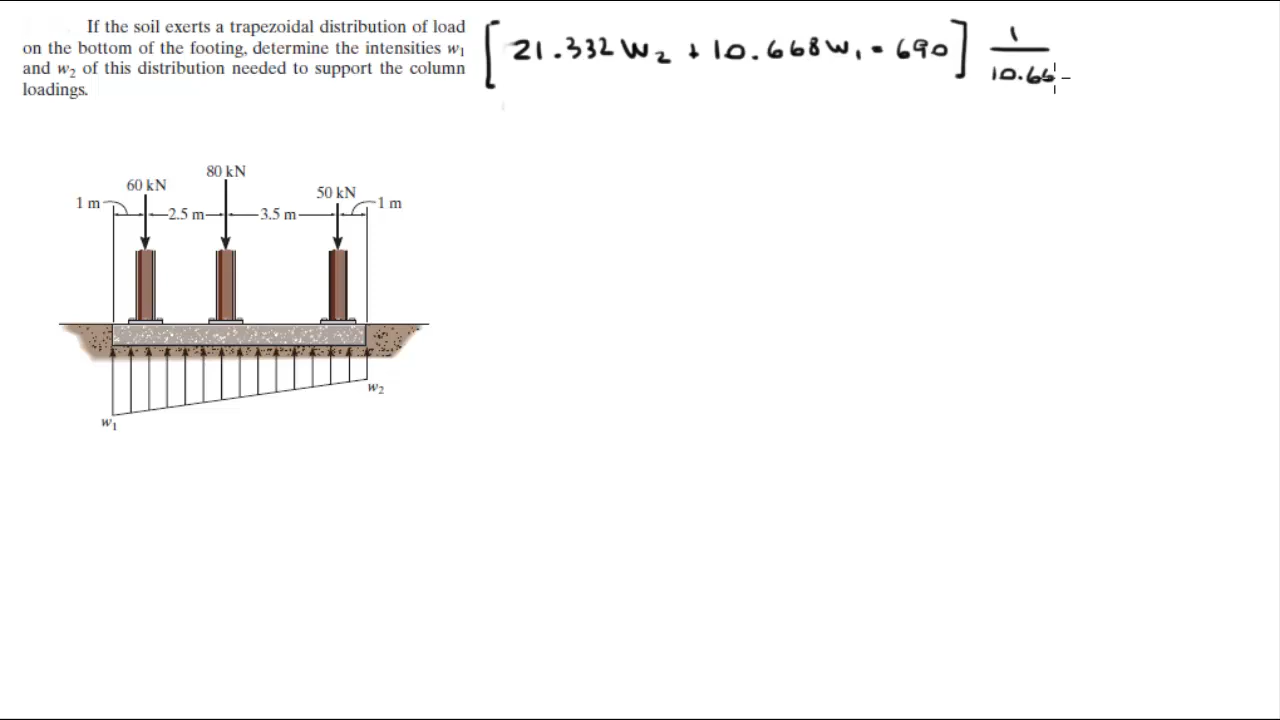 If the soil exerts a trapezoidal distribution of load
on the bottom of the footing, determine the intensities w₁
and w₂ of this distribution needed to support the column
loadings.
[21.332 W₂ + 10.668 W₁ = 690] 1/10.66
80 kN
60 kN
50 kN
1 m
2.5 m
3.5 m
1 m
w₂
w₁